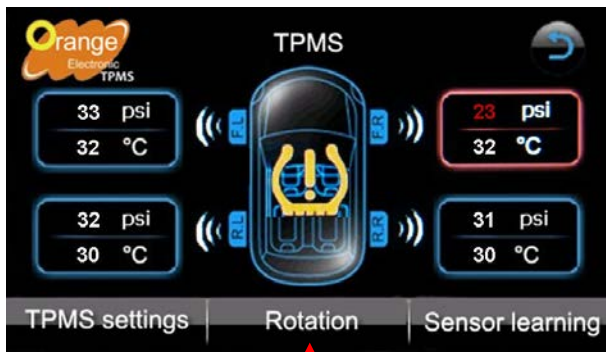 Orange
Electronic
TPMS
TPMS
33 psi
32 °C
F.L
F.R
23 psi
32 °C
32 psi
30 °C
R.L
R.R
31 psi
30 °C
TPMS settings
Rotation
Sensor learning